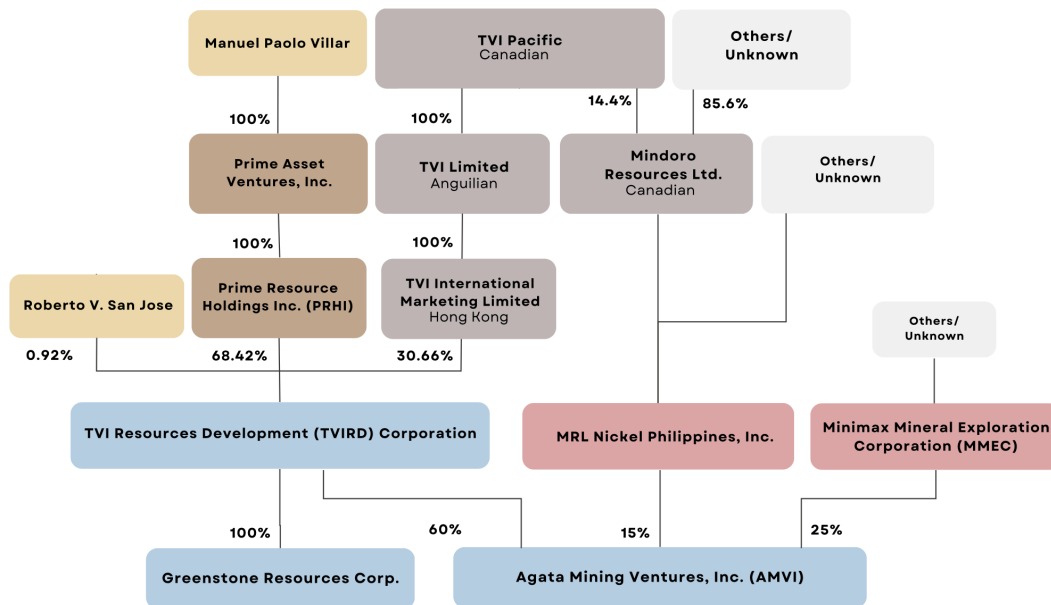 Manuel Paolo Villar
TVI Pacific
Canadian
Others/
Unknown
100%
100%
14.4%
85.6%
Prime Asset
Ventures, Inc.
TVI Limited
Anguilian
Mindoro
Resources Ltd.
Canadian
Others/
Unknown
100%
100%
Roberto V. San Jose
Prime Resource
Holdings Inc. (PRHI)
TVI International
Marketing Limited
Hong Kong
Others/
Unknown
0.92%
68.42%
30.66%
TVI Resources Development (TVIRD) Corporation
MRL Nickel Philippines, Inc.
Minimax Mineral Exploration
Corporation (MMEC)
100%
60%
15%
25%
Greenstone Resources Corp.
Agata Mining Ventures, Inc. (AMVI)